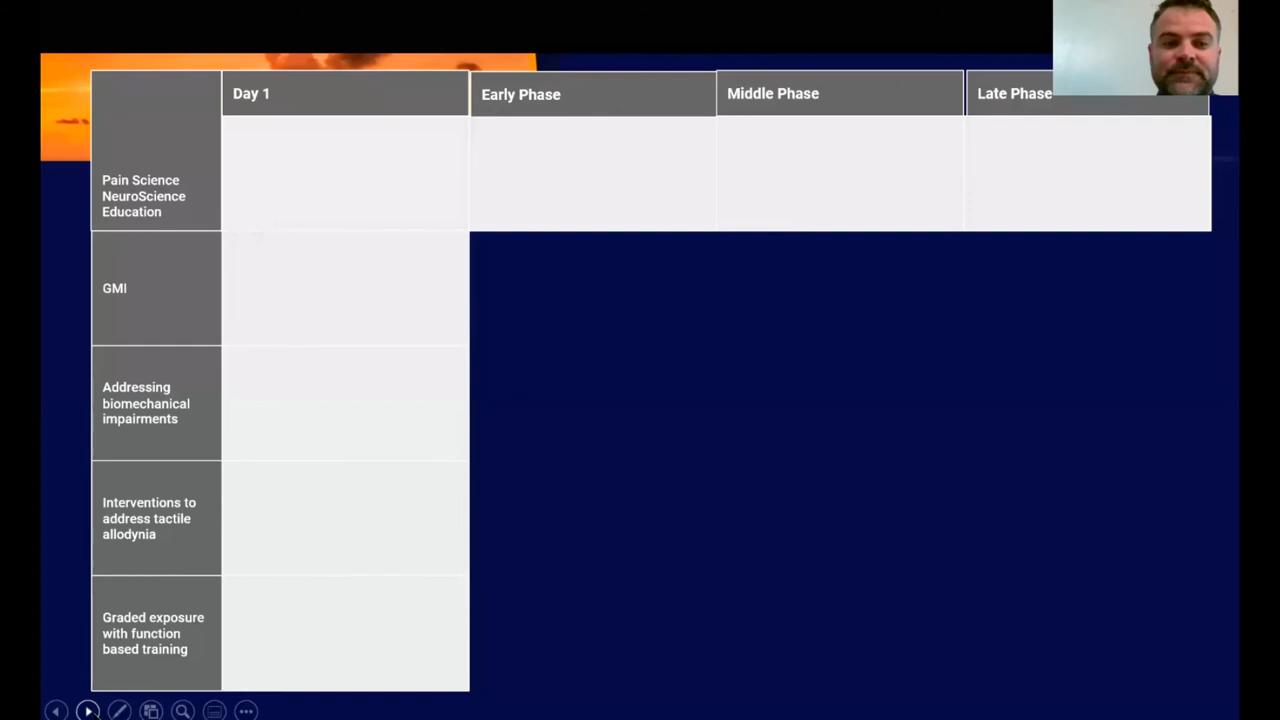 Day 1
Early Phase
Middle Phase
Late Phase
Pain Science
NeuroScience
Education
GMI
Addressing
biomechanical
impairments
Interventions to
address tactile
allodynia
Graded exposure
with function
based training